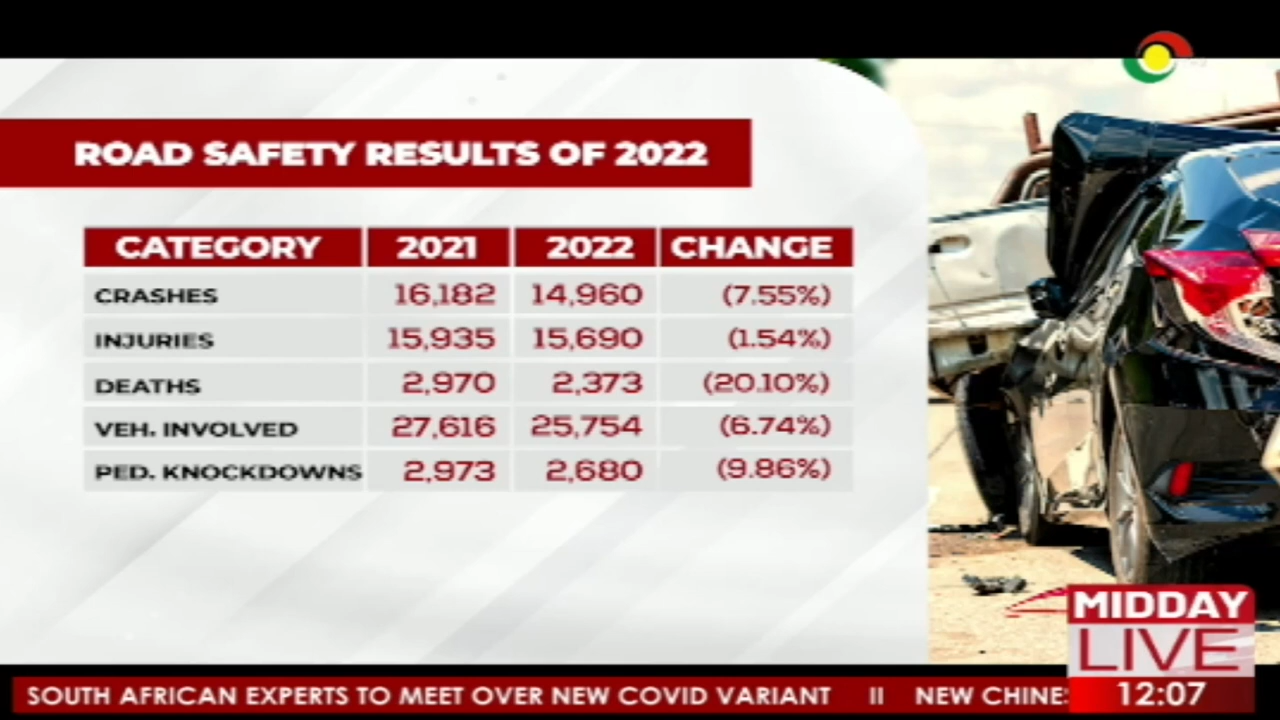 ROAD SAFETY RESULTS OF 2022
CATEGORY 2021 2022 CHANGE
CRASHES 16,182 14,960 (7.55%)
INJURIES 15,935 15,690 (1.54%)
DEATHS 2,970 2,373 (20.10%)
VEH. INVOLVED 27,616 25,754 (6.74%)
PED. KNOCKDOWNS 2,973 2,680 (9.86%)
MIDDAY
LIVE
SOUTH AFRICAN EXPERTS TO MEET OVER NEW COVID VARIANT II NEW CHINE
12:07